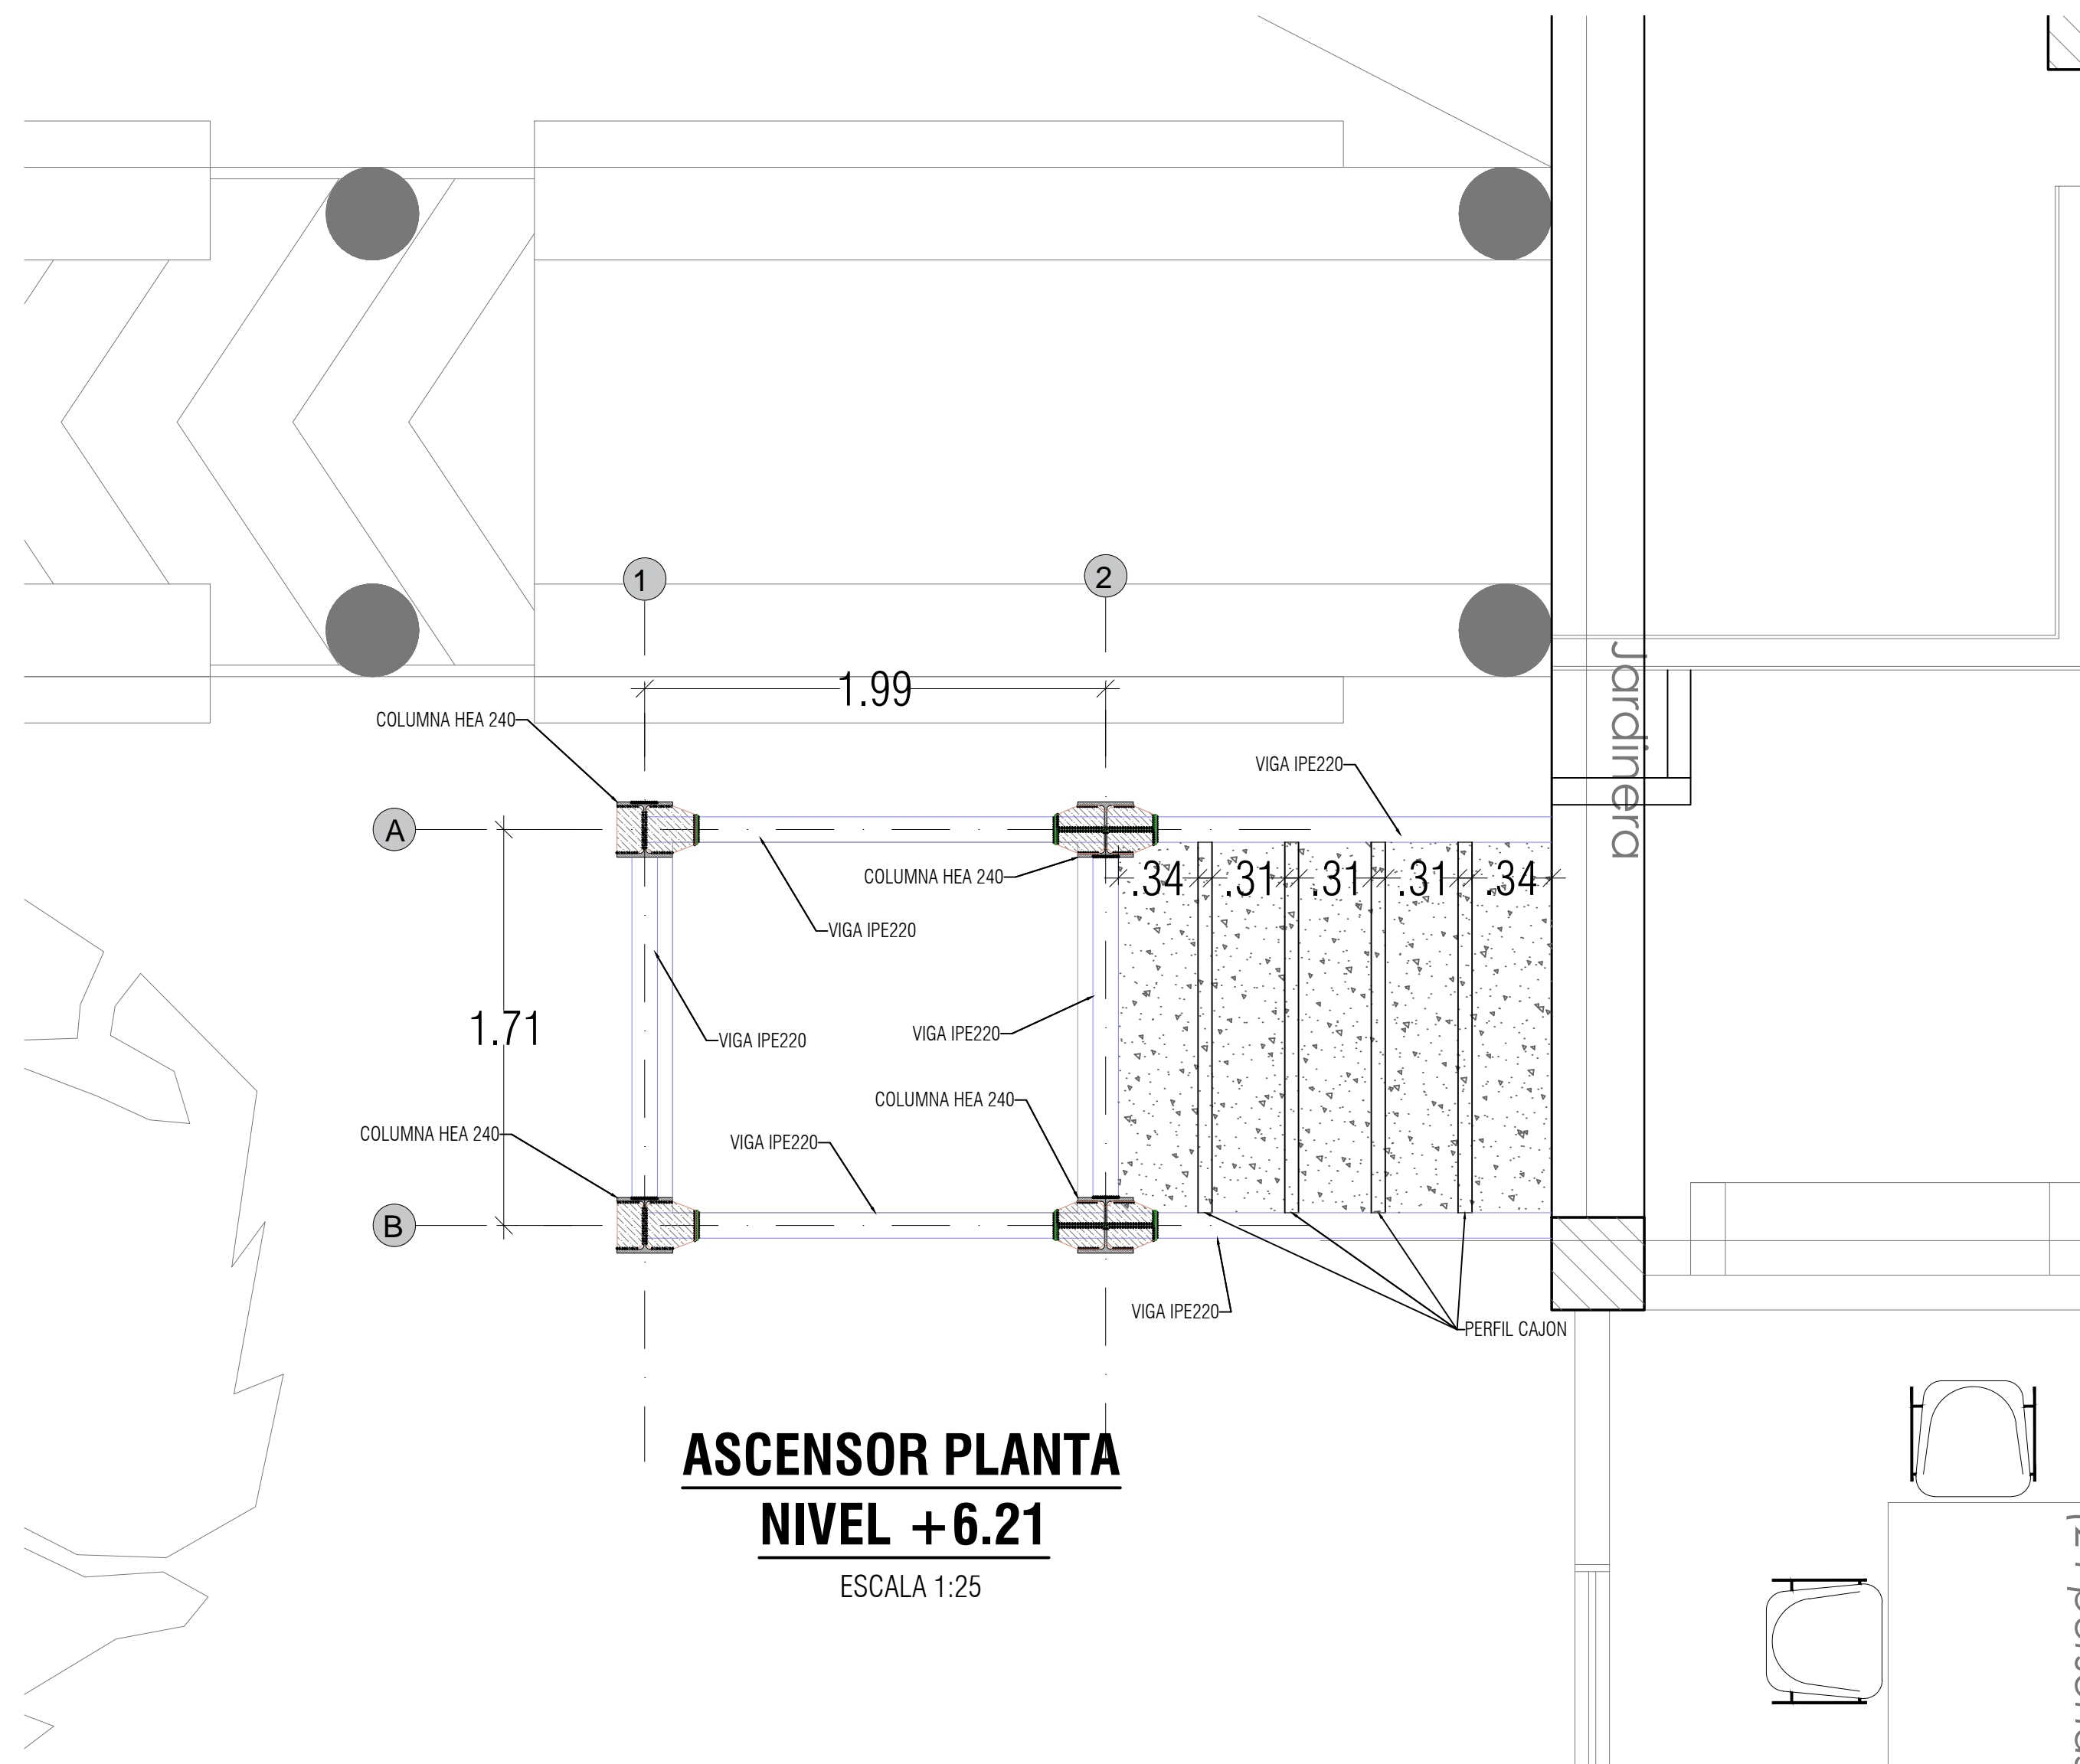 1
2
1.99
COLUMNA HEA 240
VIGA IPE220
Jardinera
A
COLUMNA HEA 240
.34 .31 .31 .31 .34
VIGA IPE220
1.71
VIGA IPE220
VIGA IPE220
COLUMNA HEA 240
COLUMNA HEA 240
VIGA IPE220
B
VIGA IPE220
PERFIL CAJON
ASCENSOR PLANTA
NIVEL +6.21
ESCALA 1:25